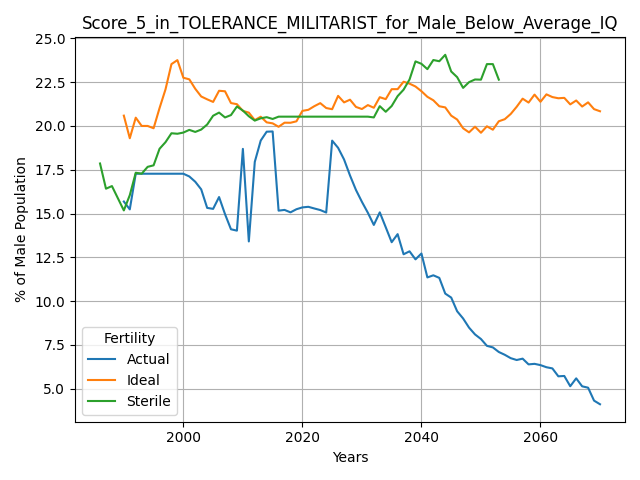 Score_5_in_TOLERANCE_MILITARIST_for_Male_Below_Average_IQ
25.0
22.5
20.0
17.5
15.0
12.5
10.0
7.5
5.0
% of Male Population
Fertility
Actual
Ideal
Sterile
2000
2020
2040
2060
Years